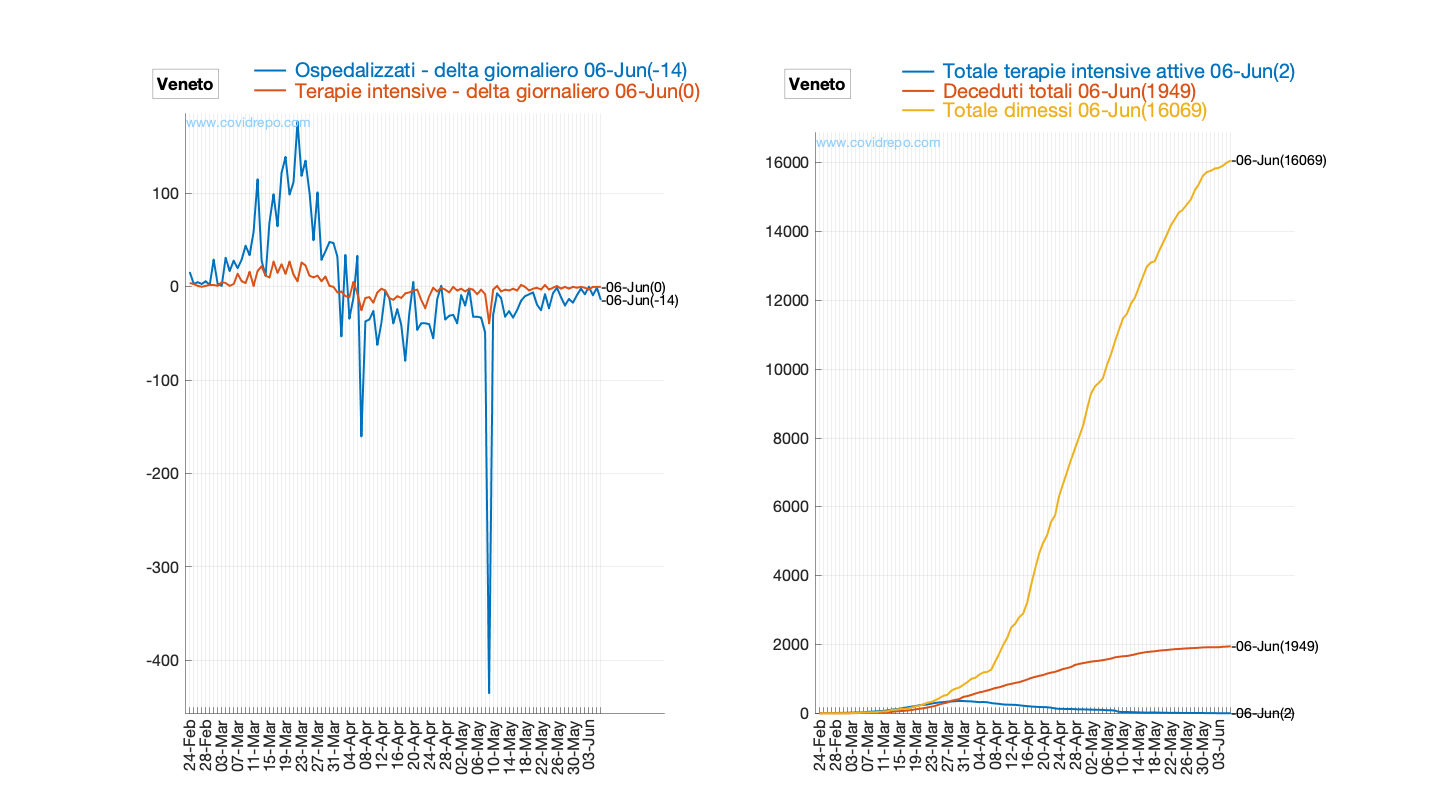 Veneto
Ospedalizzati - delta giornaliero 06-Jun(-14)
Terapie intensive - delta giornaliero 06-Jun(0)
www.covidrepo.com
100
0
-100
-200
-300
-400
-06-Jun(0)
-06-Jun(-14)
24-Feb
28-Feb
03-Mar
07-Mar
11-Mar
15-Mar
19-Mar
23-Mar
27-Mar
31-Mar
04-Apr
08-Apr
12-Apr
16-Apr
20-Apr
24-Apr
28-Apr
02-May
06-May
10-May
14-May
18-May
22-May
26-May
30-May
03-Jun
Veneto
Totale terapie intensive attive 06-Jun(2)
Deceduti totali 06-Jun(1949)
Totale dimessi 06-Jun(16069)
www.covidrepo.com
16000
14000
12000
10000
8000
6000
4000
2000
0
-06-Jun(16069)
-06-Jun(1949)
-06-Jun(2)
24-Feb
28-Feb
03-Mar
07-Mar
11-Mar
15-Mar
19-Mar
23-Mar
27-Mar
31-Mar
04-Apr
08-Apr
12-Apr
16-Apr
20-Apr
24-Apr
28-Apr
02-May
06-May
10-May
14-May
18-May
22-May
26-May
30-May
03-Jun